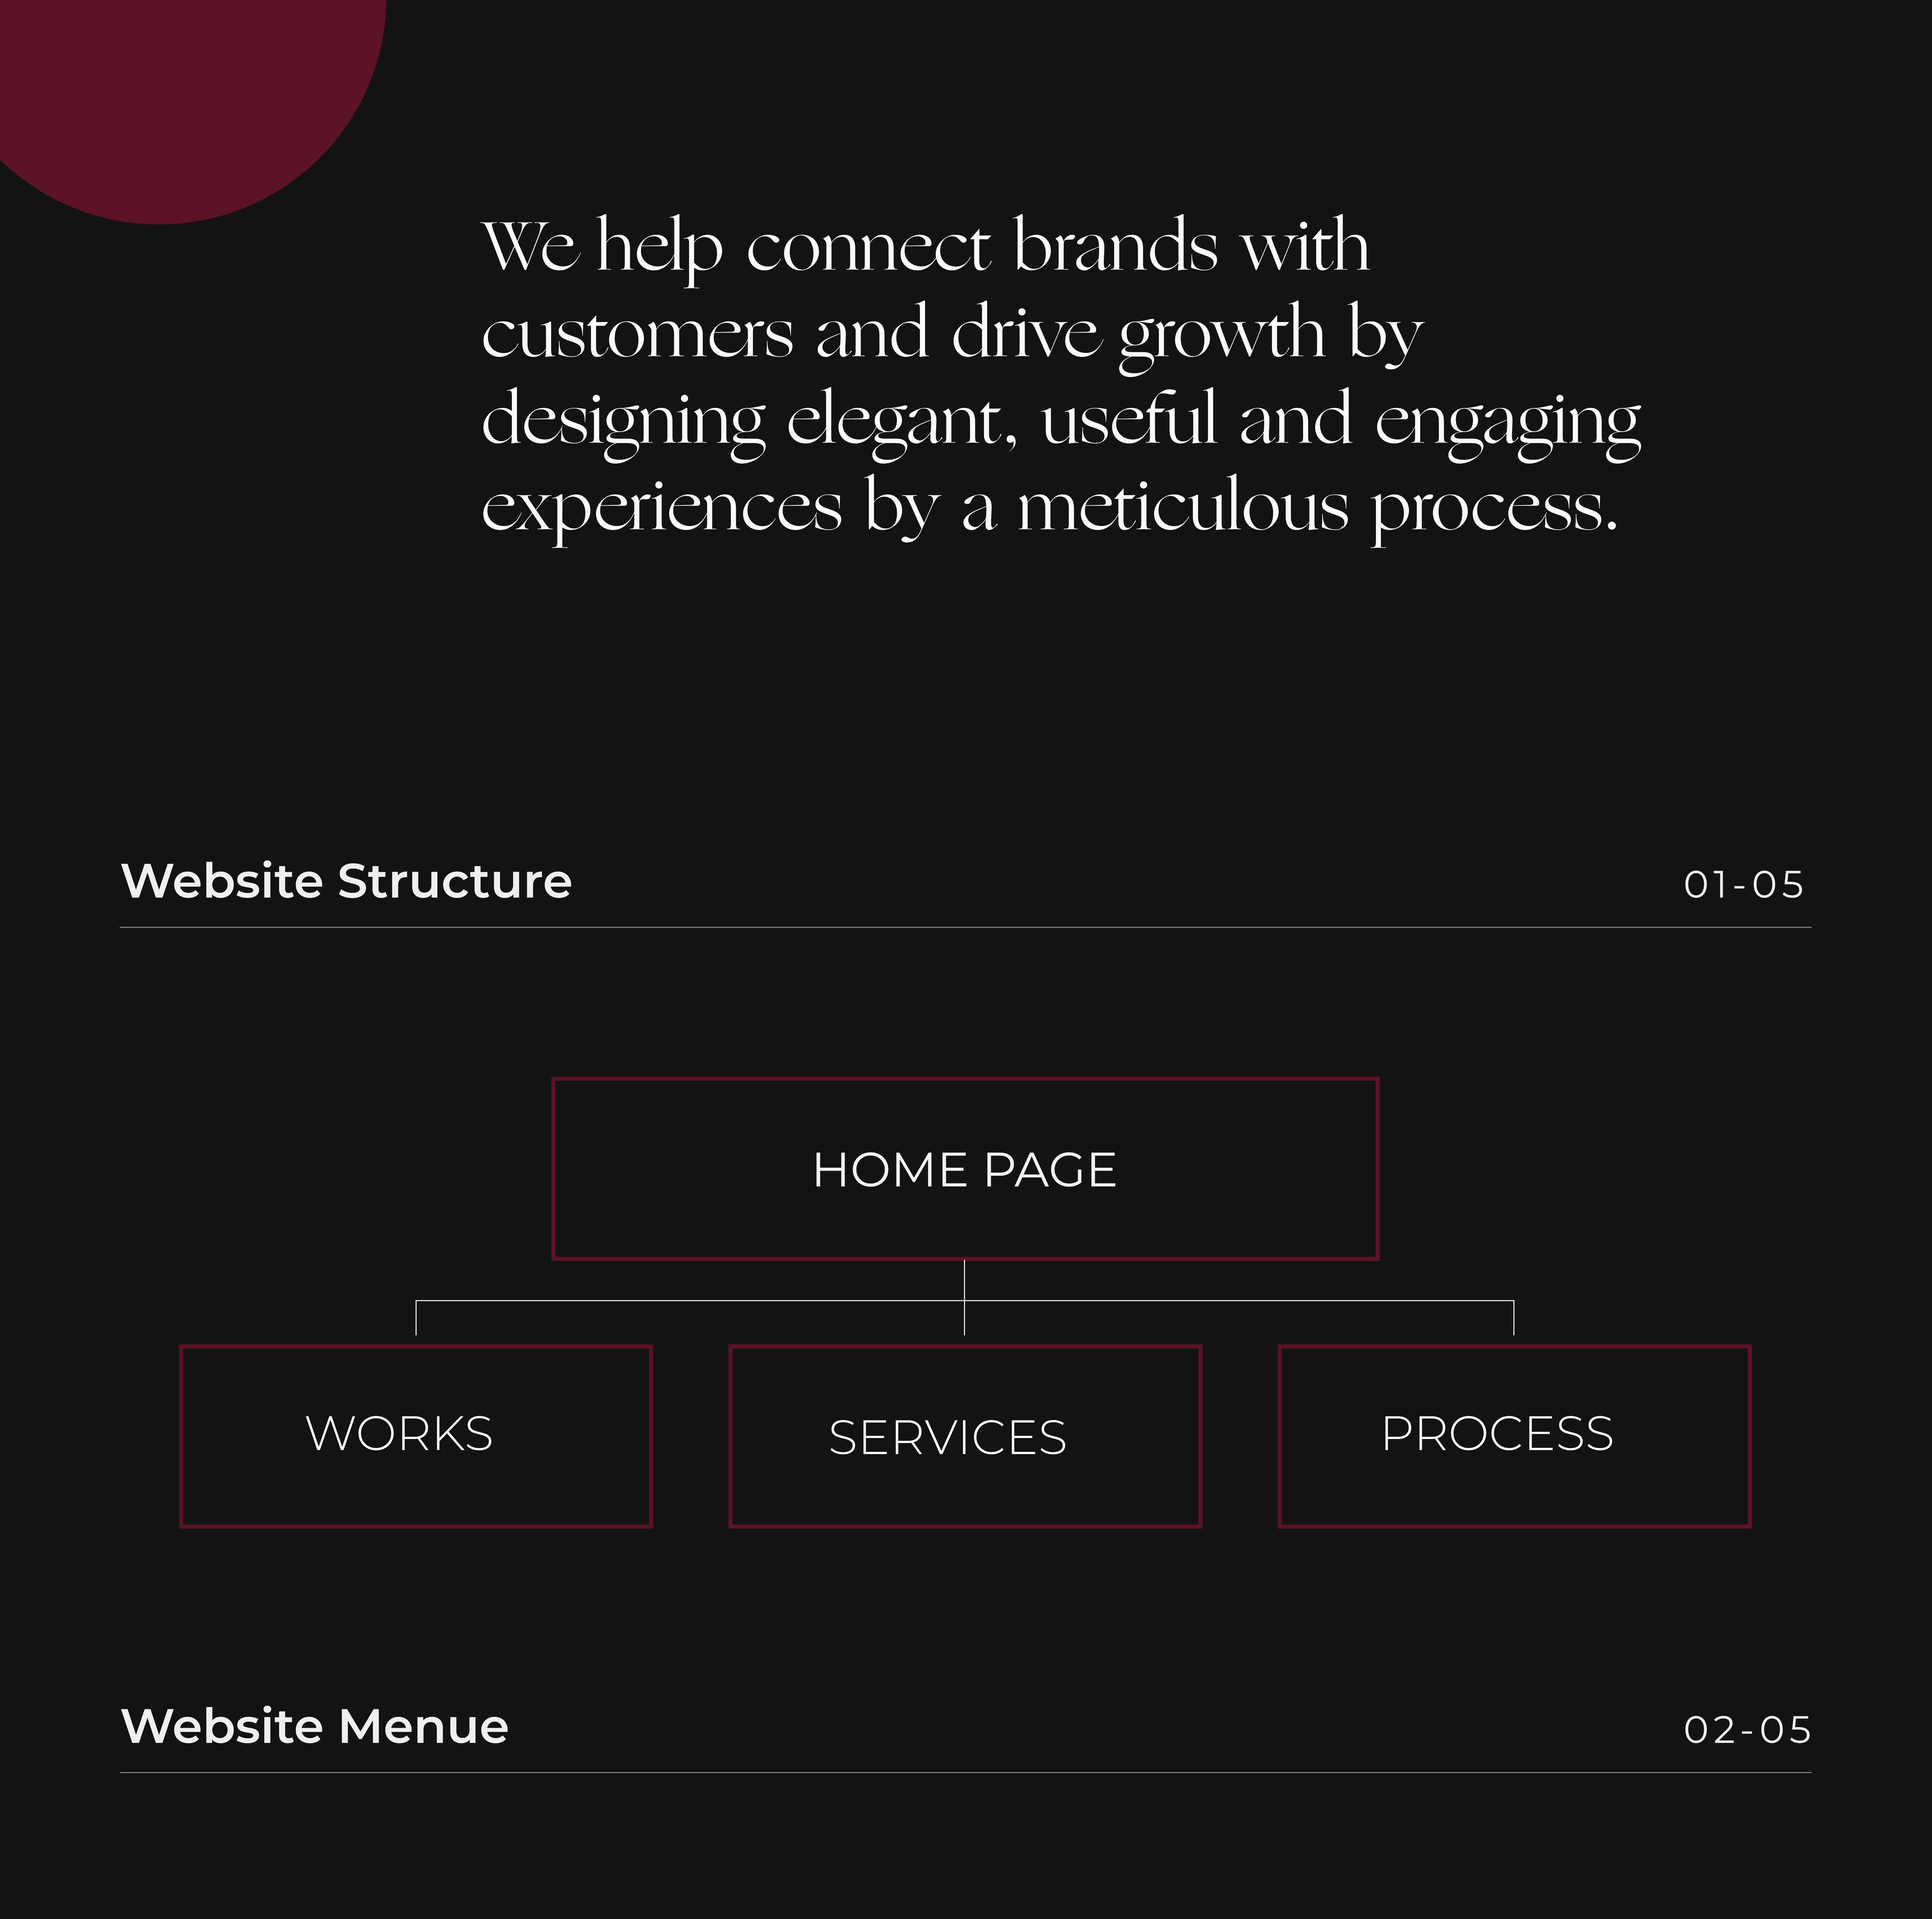 We help connect brands with
customers and drive growth by
designing elegant, useful and engaging
experiences by a meticulous process.
Website Structure 01-05
HOME PAGE
WORKS SERVICES PROCESS
Website Menue 02-05